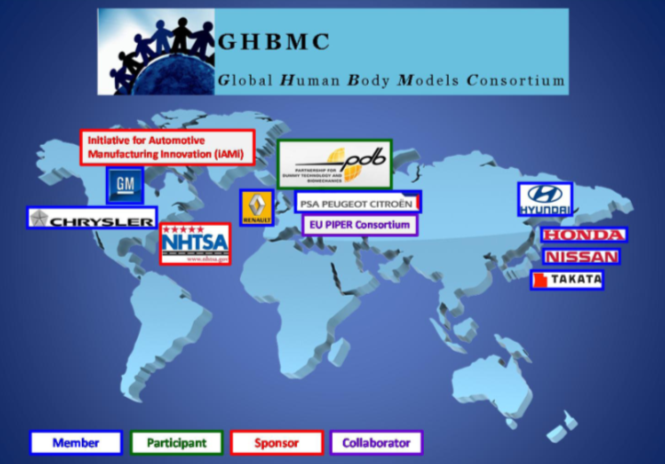 GHBMC
Global Human Body Models Consortium
Initiative for Automotive
Manufacturing Innovation (iAMi)
GM
CHRYSLER
NHTSA
www.nhtsa.gov
pdb
PARTNERSHIP FOR
DUMMY TECHNOLOGY AND
BIOMECHANICS
RENAULT
PSA PEUGEOT CITROËN
EU PIPER Consortium
HYUNDAI
HONDA
NISSAN
TAKATA
Member
Participant
Sponsor
Collaborator